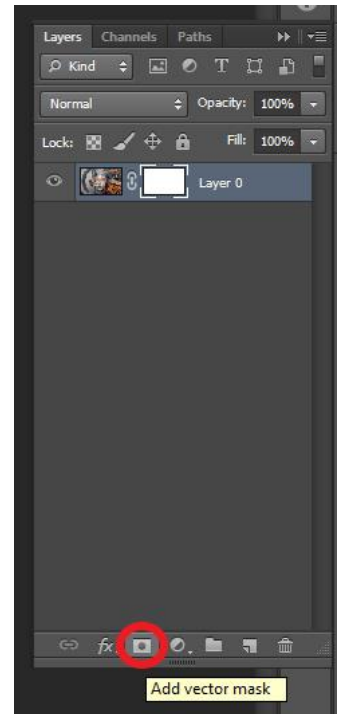 Layers Channels Paths
Kind T
Normal Opacity: 100%
Lock: Fill: 100%
Layer 0
fx
Add vector mask